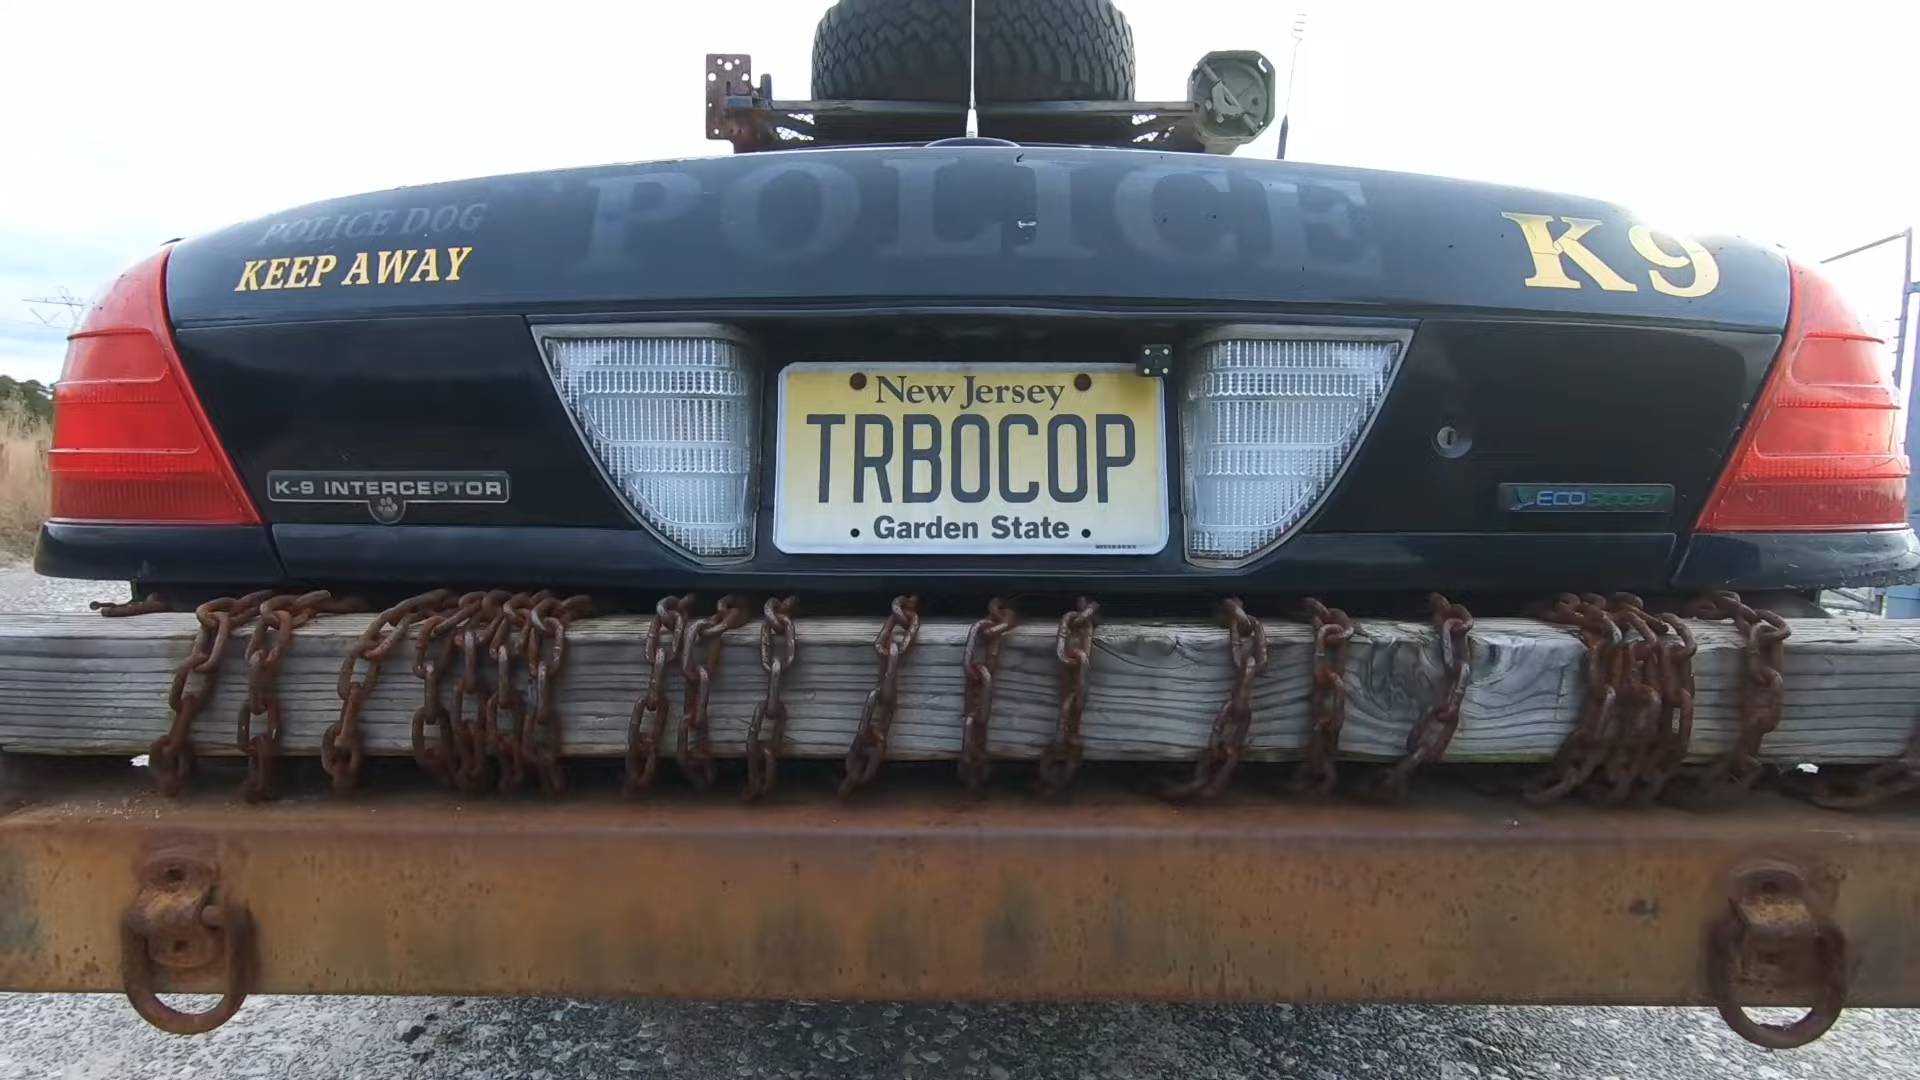 POLICE
POLICE DOG
KEEP AWAY
K9
New Jersey
TRBOCOP
Garden State
K-9 INTERCEPTOR
ECOBOOST